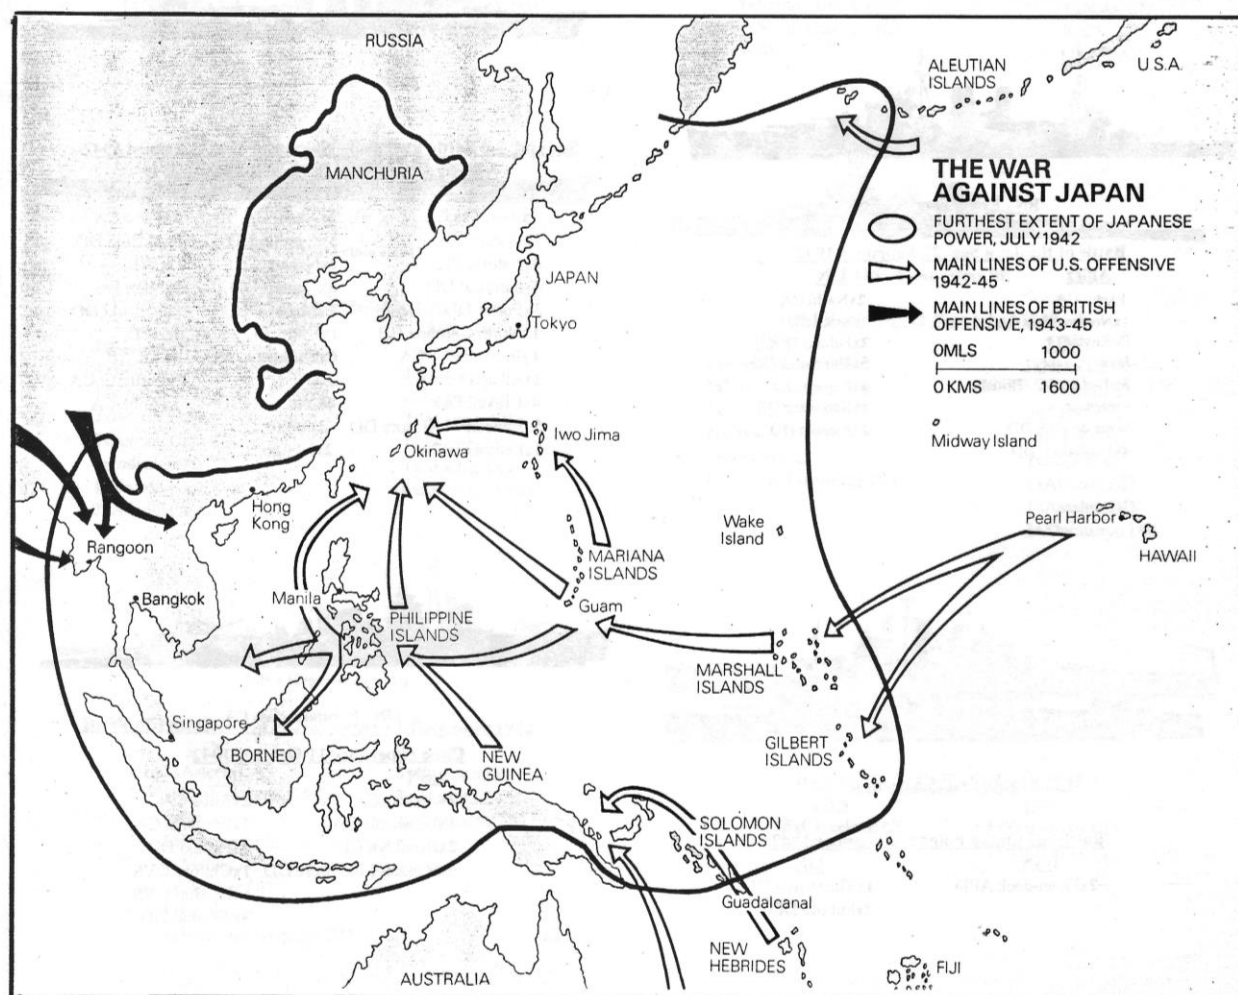 RUSSIA
ALEUTIAN
ISLANDS
U.S.A.
MANCHURIA
THE WAR
AGAINST JAPAN
FURTHEST EXTENT OF JAPANESE
POWER, JULY 1942
MAIN LINES OF U.S. OFFENSIVE
1942-45
MAIN LINES OF BRITISH
OFFENSIVE, 1943-45
0MLS 1000
0 KMS 1600
JAPAN
Tokyo
Midway Island
Iwo Jima
Okinawa
Hong
Kong
Wake
Island
Pearl Harbor
HAWAII
Rangoon
MARIANA
ISLANDS
Bangkok
Manila
Guam
PHILIPPINE
ISLANDS
MARSHALL
ISLANDS
Singapore
BORNEO
NEW
GUINEA
GILBERT
ISLANDS
SOLOMON
ISLANDS
Guadalcanal
NEW
HEBRIDES
FIJI
AUSTRALIA